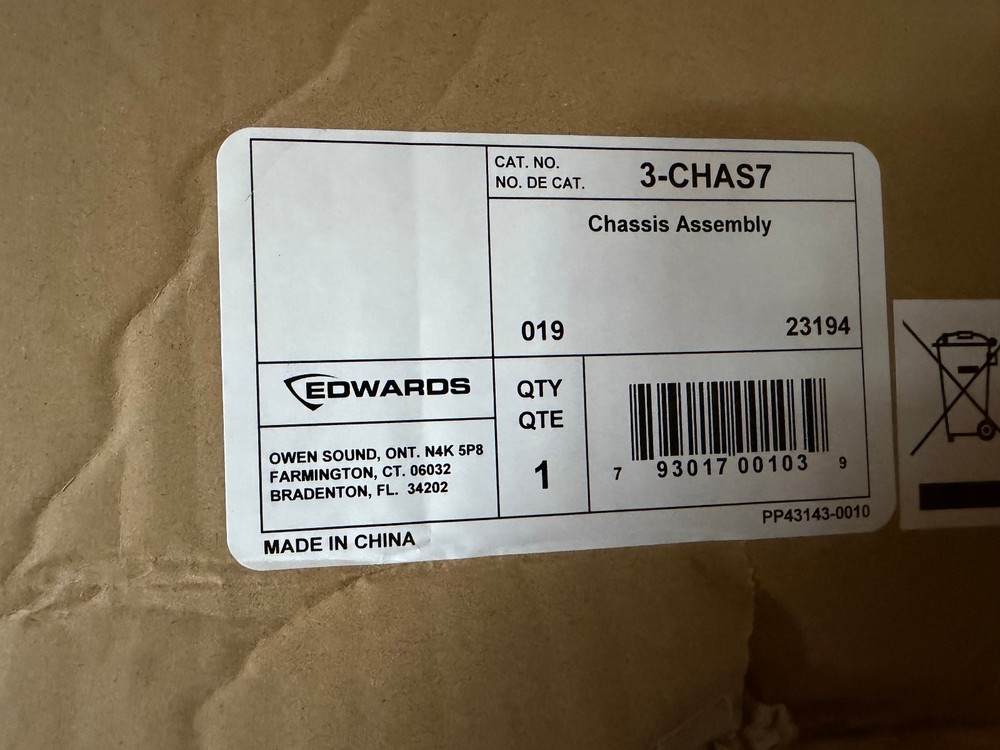 CAT. NO.
NO. DE CAT.
3-CHAS7
Chassis Assembly
019
23194
EDWARDS
OWEN SOUND, ONT. N4K 5P8
FARMINGTON, CT. 06032
BRADENTON, FL. 34202
QTY
QTE
1
7 93017 00103 9
PP43143-0010
MADE IN CHINA